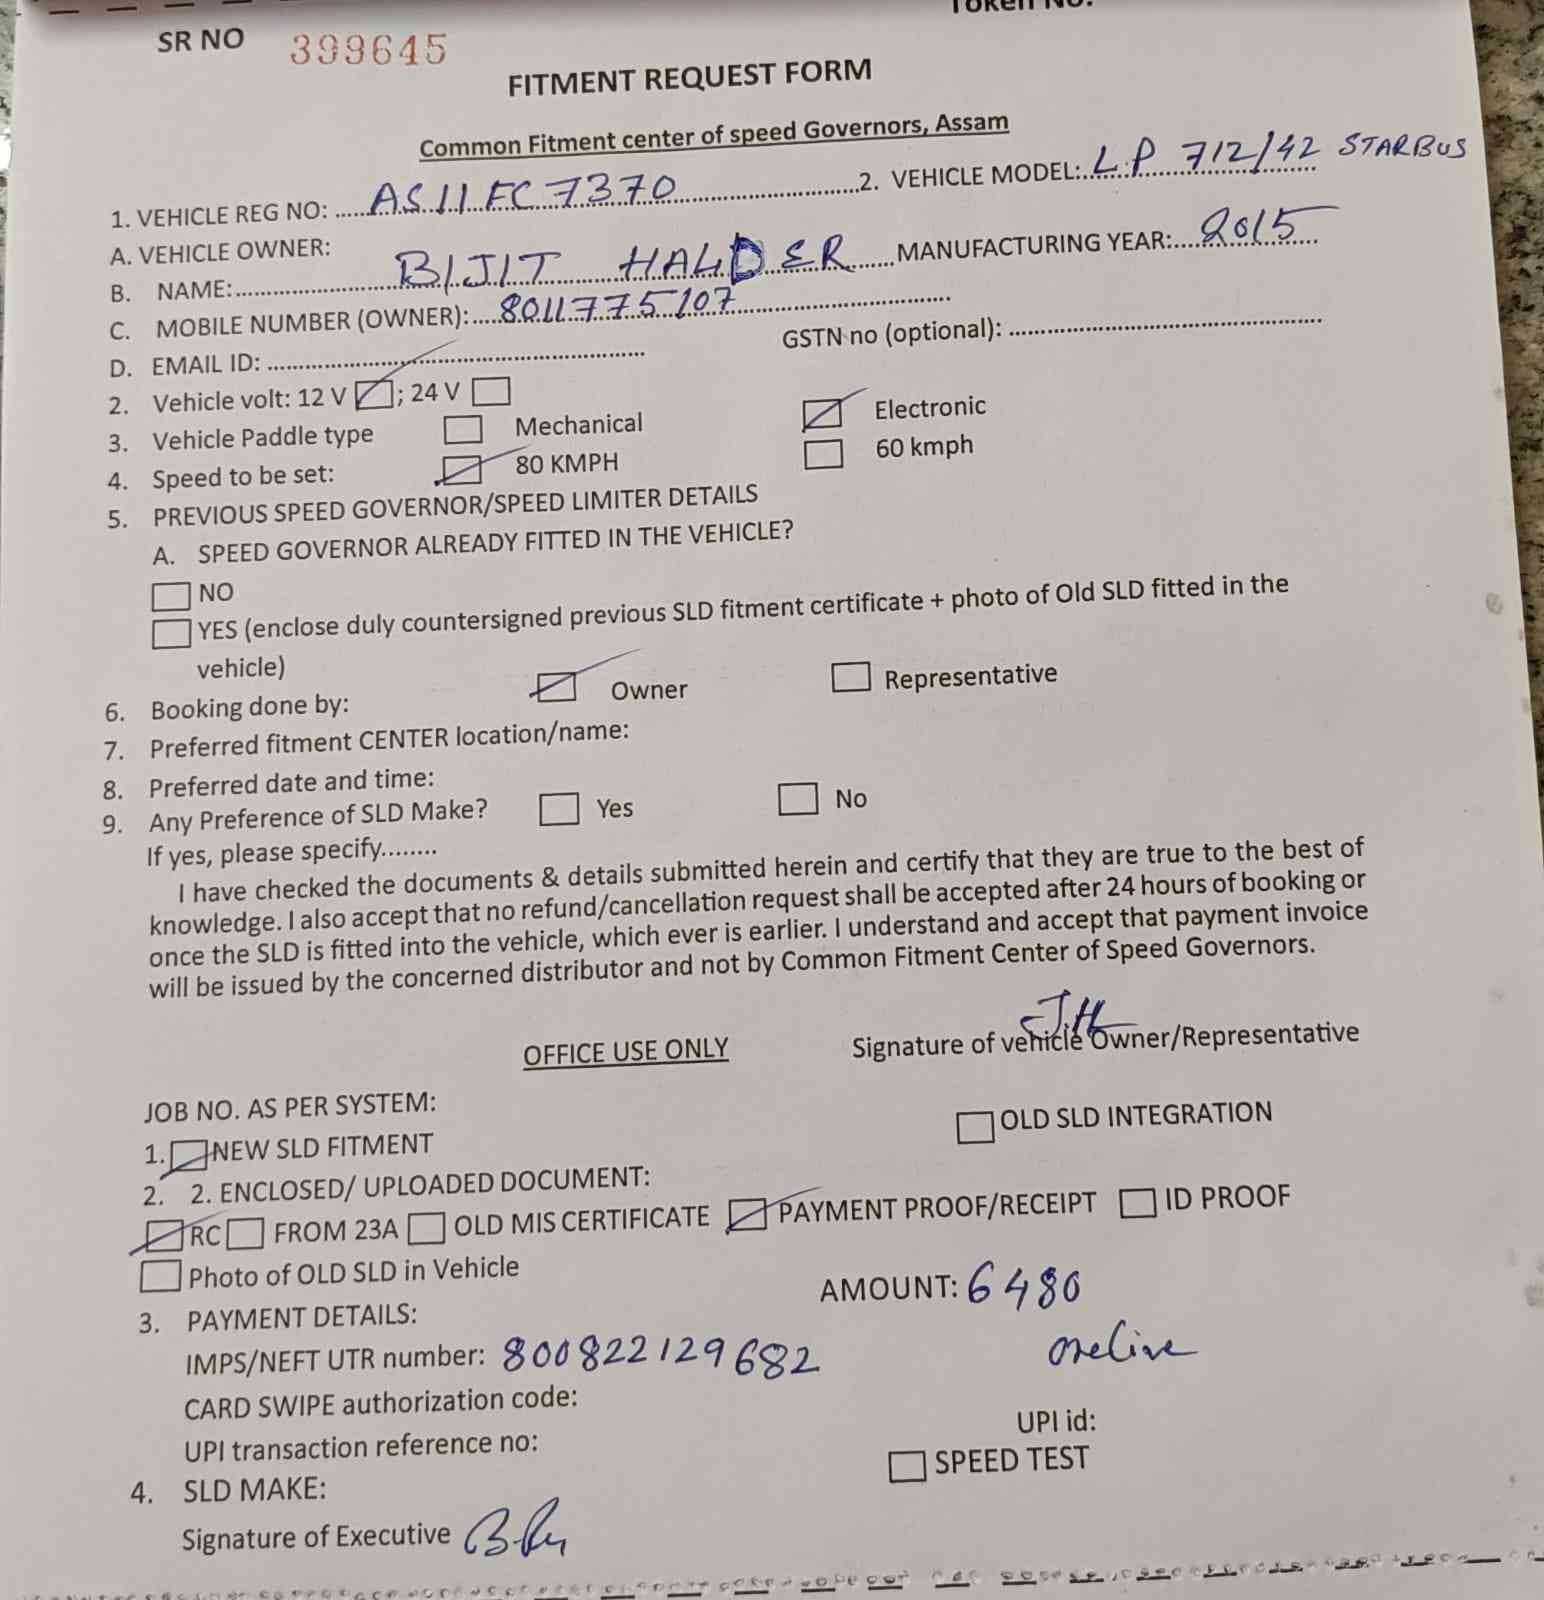 Token No.
SR NO 399645
FITMENT REQUEST FORM
Common Fitment center of speed Governors, Assam
1. VEHICLE REG NO: AS11FC7370 2. VEHICLE MODEL: LP 712/42 STARBUS
A. VEHICLE OWNER:
B. NAME: BIJIT HALDER MANUFACTURING YEAR: 2015
C. MOBILE NUMBER (OWNER): 8011775107
D. EMAIL ID: GSTN no (optional):
2. Vehicle volt: 12 V ; 24 V
3. Vehicle Paddle type Mechanical Electronic
4. Speed to be set: 80 KMPH 60 kmph
5. PREVIOUS SPEED GOVERNOR/SPEED LIMITER DETAILS
A. SPEED GOVERNOR ALREADY FITTED IN THE VEHICLE?
NO
YES (enclose duly countersigned previous SLD fitment certificate + photo of Old SLD fitted in the
vehicle)
6. Booking done by: Owner Representative
7. Preferred fitment CENTER location/name:
8. Preferred date and time:
9. Any Preference of SLD Make? Yes No
If yes, please specify........
I have checked the documents & details submitted herein and certify that they are true to the best of
knowledge. I also accept that no refund/cancellation request shall be accepted after 24 hours of booking or
once the SLD is fitted into the vehicle, which ever is earlier. I understand and accept that payment invoice
will be issued by the concerned distributor and not by Common Fitment Center of Speed Governors.
OFFICE USE ONLY Signature of vehicle Owner/Representative
JOB NO. AS PER SYSTEM:
1. NEW SLD FITMENT OLD SLD INTEGRATION
2. 2. ENCLOSED/ UPLOADED DOCUMENT:
RC FROM 23A OLD MIS CERTIFICATE PAYMENT PROOF/RECEIPT ID PROOF
Photo of OLD SLD in Vehicle
3. PAYMENT DETAILS: AMOUNT: 6480
IMPS/NEFT UTR number: 800822129682
CARD SWIPE authorization code:
UPI transaction reference no: UPI id:
4. SLD MAKE: SPEED TEST
Signature of Executive